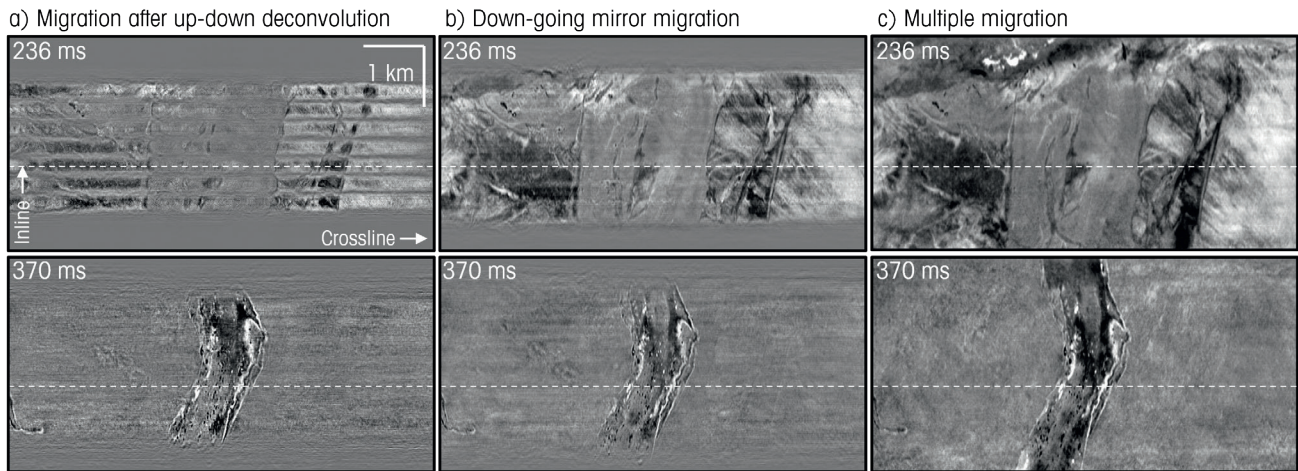 a) Migration after up-down deconvolution
b) Down-going mirror migration
c) Multiple migration
236 ms
1 km
Inline
Crossline
236 ms
236 ms
370 ms
370 ms
370 ms